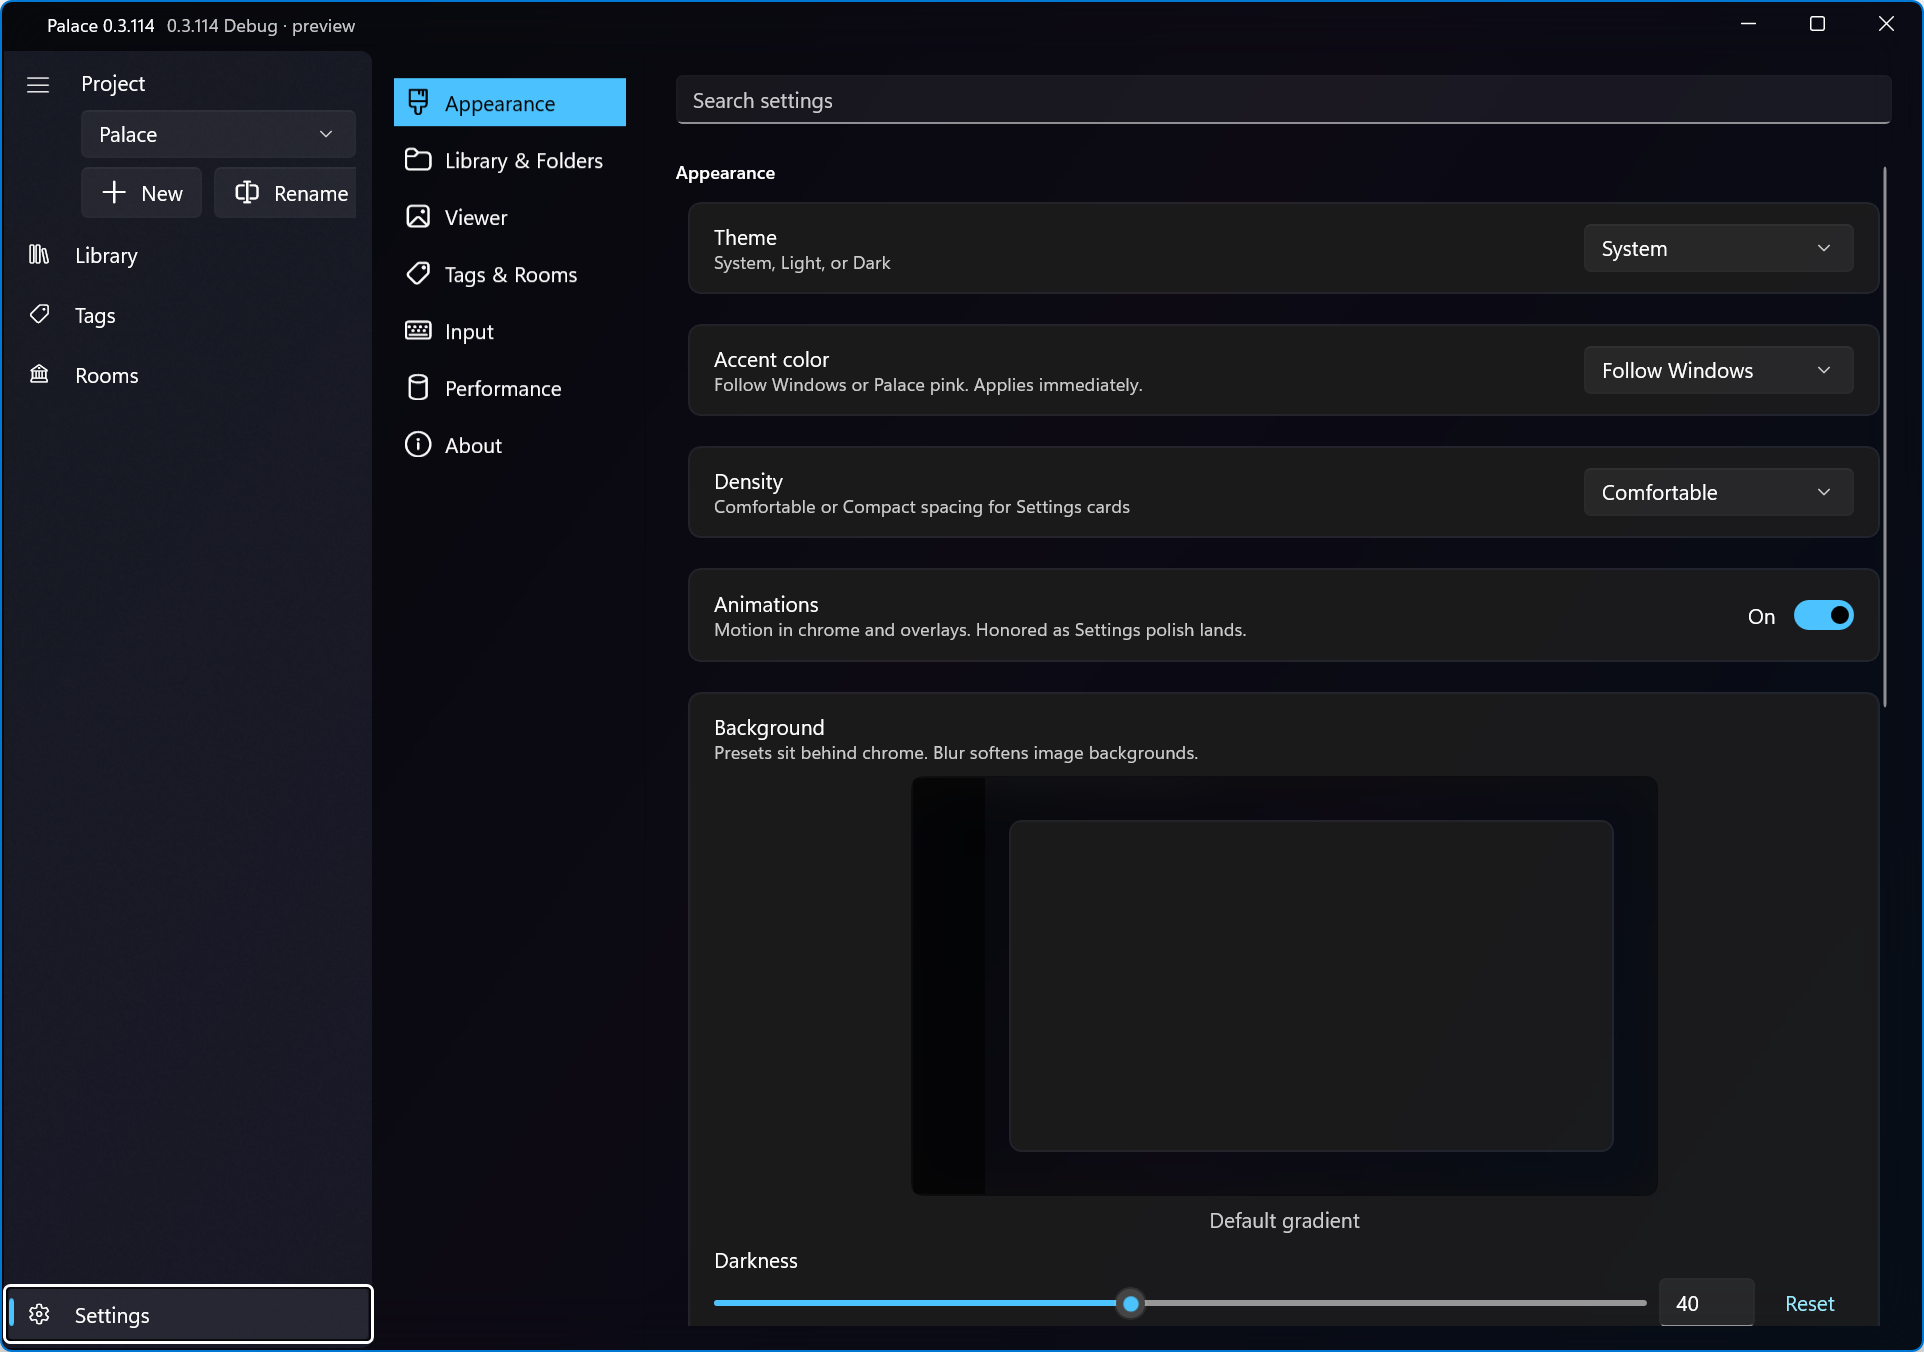 Palace 0.3.114 0.3.114 Debug · preview
Project
Palace
New Rename
Library
Tags
Rooms
Settings
Appearance
Library & Folders
Viewer
Tags & Rooms
Input
Performance
About
Search settings
Appearance
Theme
System, Light, or Dark
System
Accent color
Follow Windows or Palace pink. Applies immediately.
Follow Windows
Density
Comfortable or Compact spacing for Settings cards
Comfortable
Animations
Motion in chrome and overlays. Honored as Settings polish lands.
On
Background
Presets sit behind chrome. Blur softens image backgrounds.
Default gradient
Darkness
40 Reset